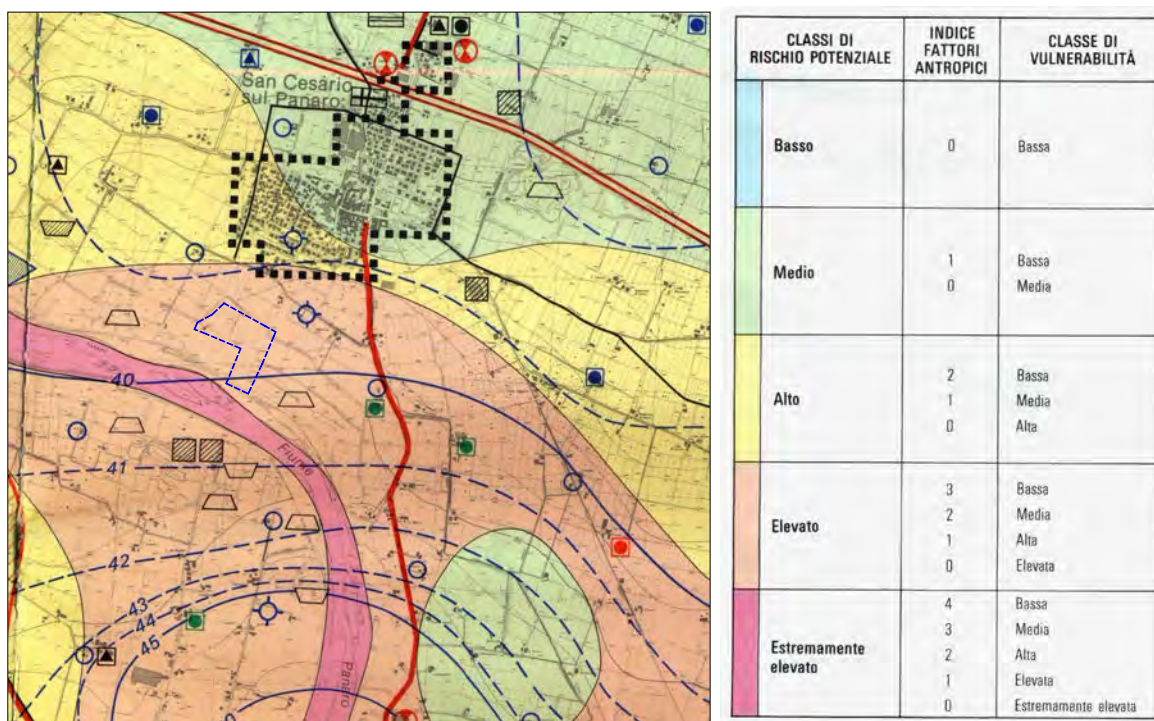 San Cesário
sul Panaro
40
41
Fiume
42
43
44
45
Panaro
CLASSI DI
RISCHIO POTENZIALE
INDICE
FATTORI
ANTROPICI
CLASSE DI
VULNERABILITÀ
Basso
0 Bassa
Medio
1 Bassa
0 Media
Alto
2 Bassa
1 Media
0 Alta
Elevato
3 Bassa
2 Media
1 Alta
0 Elevata
Estremamente
elevato
4 Bassa
3 Media
2 Alta
1 Elevata
0 Estremamente elevata